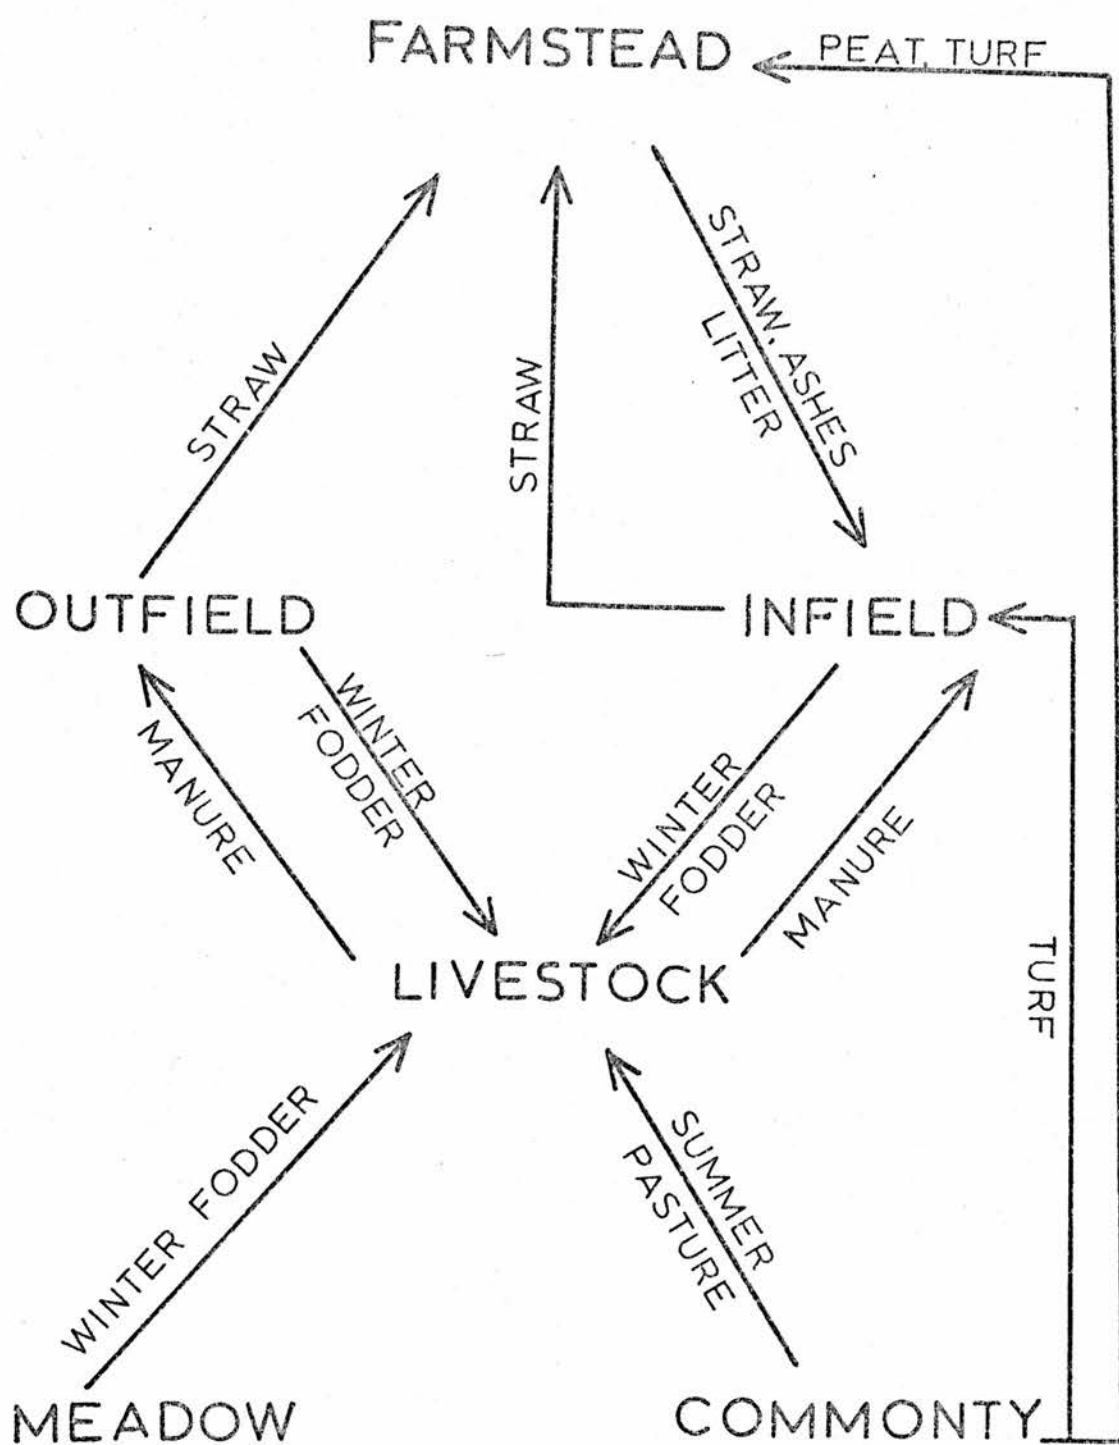 FARMSTEAD
PEAT, TURF
STRAW
STRAW
STRAW, ASHES
LITTER
OUTFIELD
INFIELD
MANURE
WINTER
FODDER
WINTER
FODDER
MANURE
LIVESTOCK
TURF
WINTER FODDER
SUMMER
PASTURE
MEADOW
COMMONTY